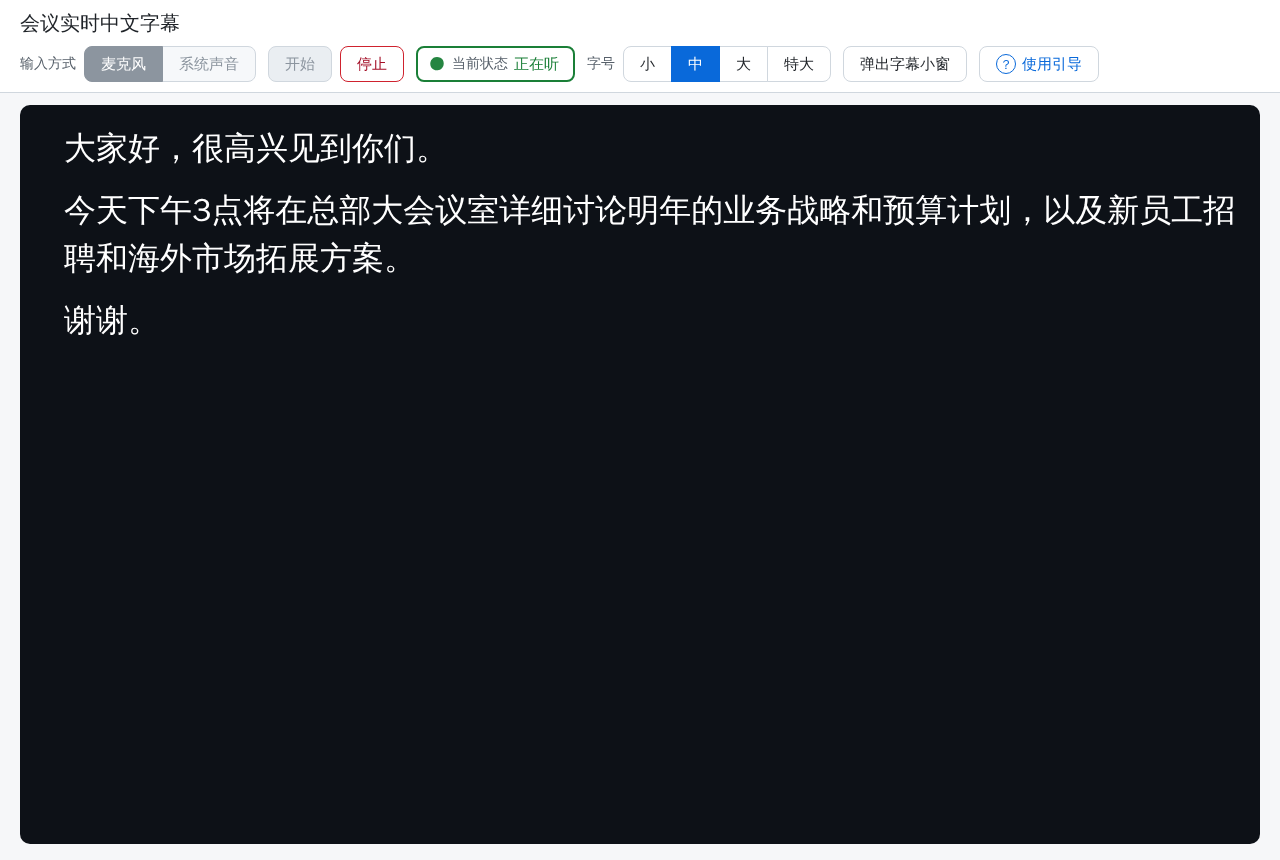 会议实时中文字幕
输入方式 麦克风 系统声音 开始 停止 当前状态 正在听 字号 小 中 大 特大 弹出字幕小窗 ? 使用引导
大家好，很高兴见到你们。
今天下午3点将在总部大会议室详细讨论明年的业务战略和预算计划，以及新员工招
聘和海外市场拓展方案。
谢谢。